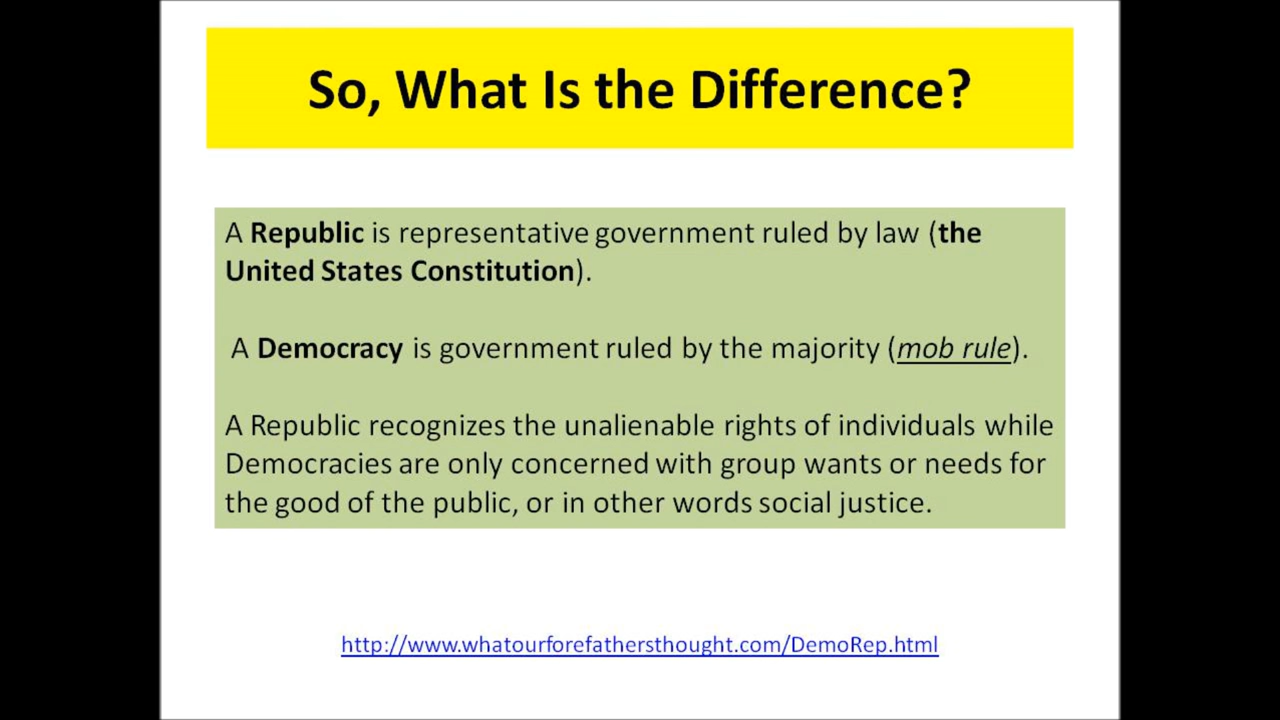 So, What Is the Difference?
A Republic is representative government ruled by law (the
United States Constitution).
A Democracy is government ruled by the majority (mob rule).
A Republic recognizes the unalienable rights of individuals while
Democracies are only concerned with group wants or needs for
the good of the public, or in other words social justice.
http://www.whatourforefathersthought.com/DemoRep.html